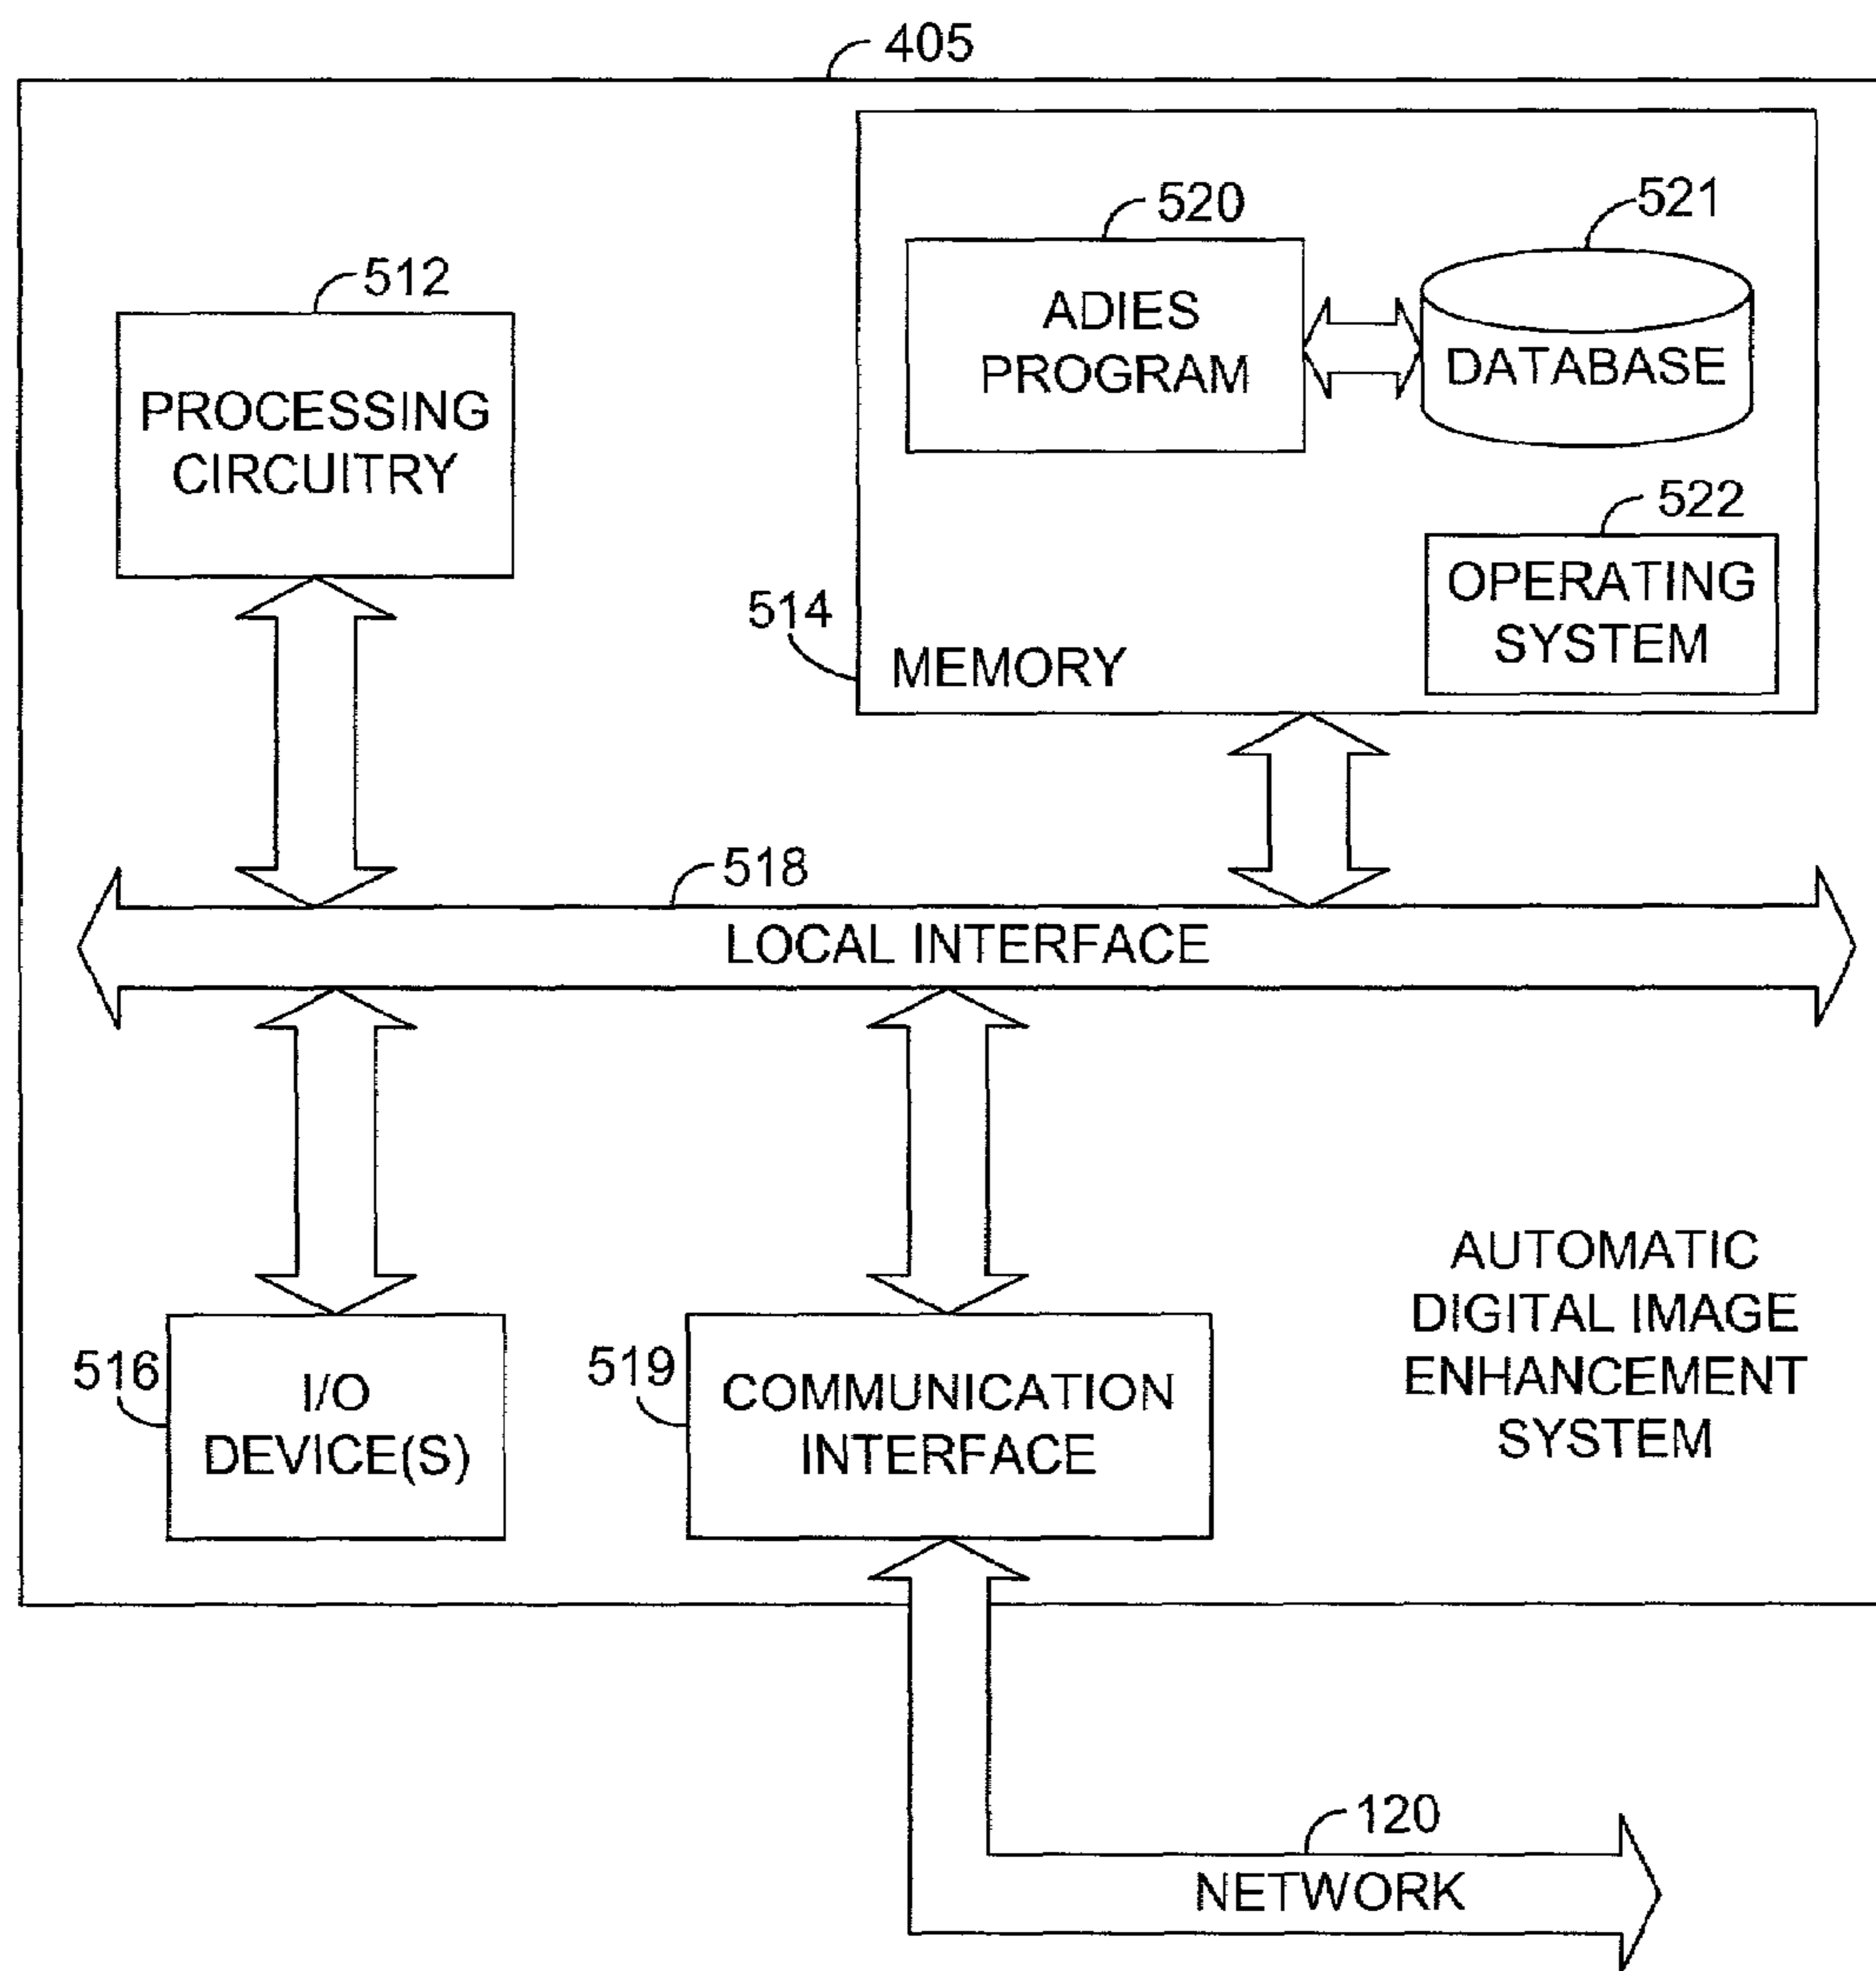 405
520
521
ADIES
PROGRAM
DATABASE
512
PROCESSING
CIRCUITRY
522
OPERATING
SYSTEM
514
MEMORY
518
LOCAL INTERFACE
AUTOMATIC
DIGITAL IMAGE
ENHANCEMENT
SYSTEM
516
I/O
DEVICE(S)
519
COMMUNICATION
INTERFACE
120
NETWORK